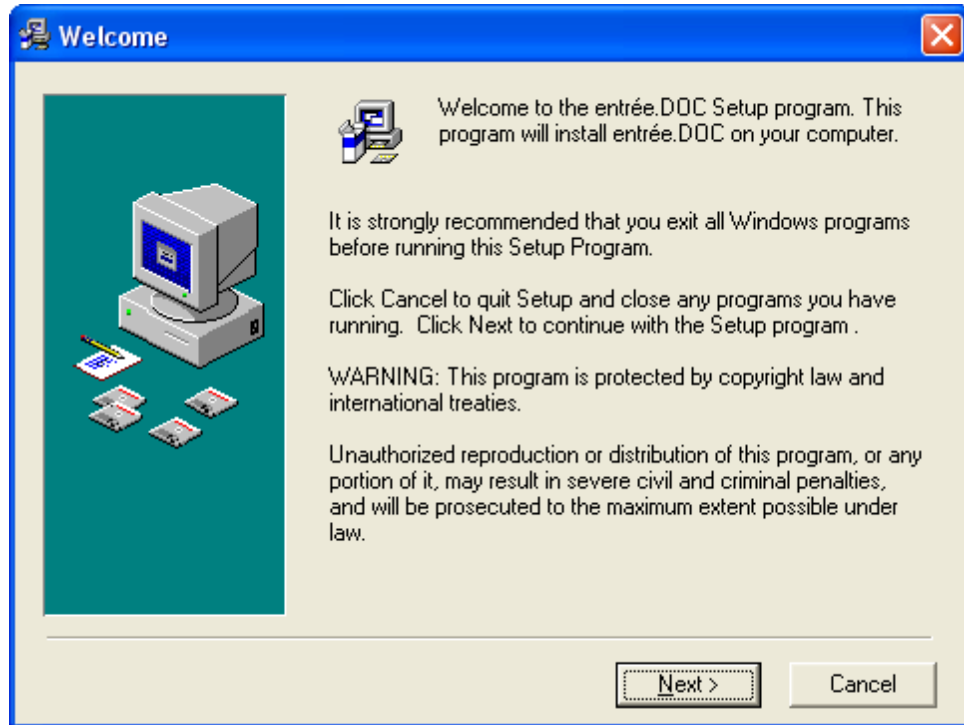 Welcome
Welcome to the entrée.DOC Setup program. This
program will install entrée.DOC on your computer.
It is strongly recommended that you exit all Windows programs
before running this Setup Program.
Click Cancel to quit Setup and close any programs you have
running.  Click Next to continue with the Setup program .
WARNING: This program is protected by copyright law and
international treaties.
Unauthorized reproduction or distribution of this program, or any
portion of it, may result in severe civil and criminal penalties,
and will be prosecuted to the maximum extent possible under
law.
Next >
Cancel